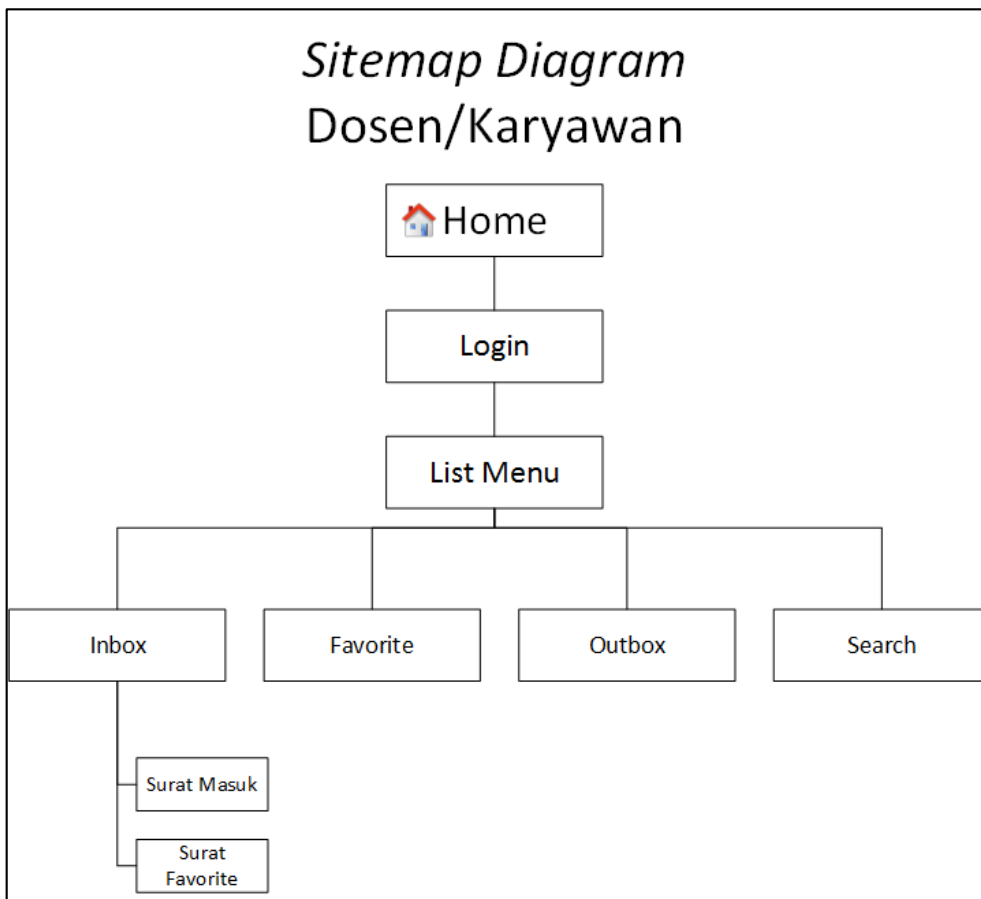 Sitemap Diagram
Dosen/Karyawan
Home
Login
List Menu
Inbox
Favorite
Outbox
Search
Surat Masuk
Surat
Favorite